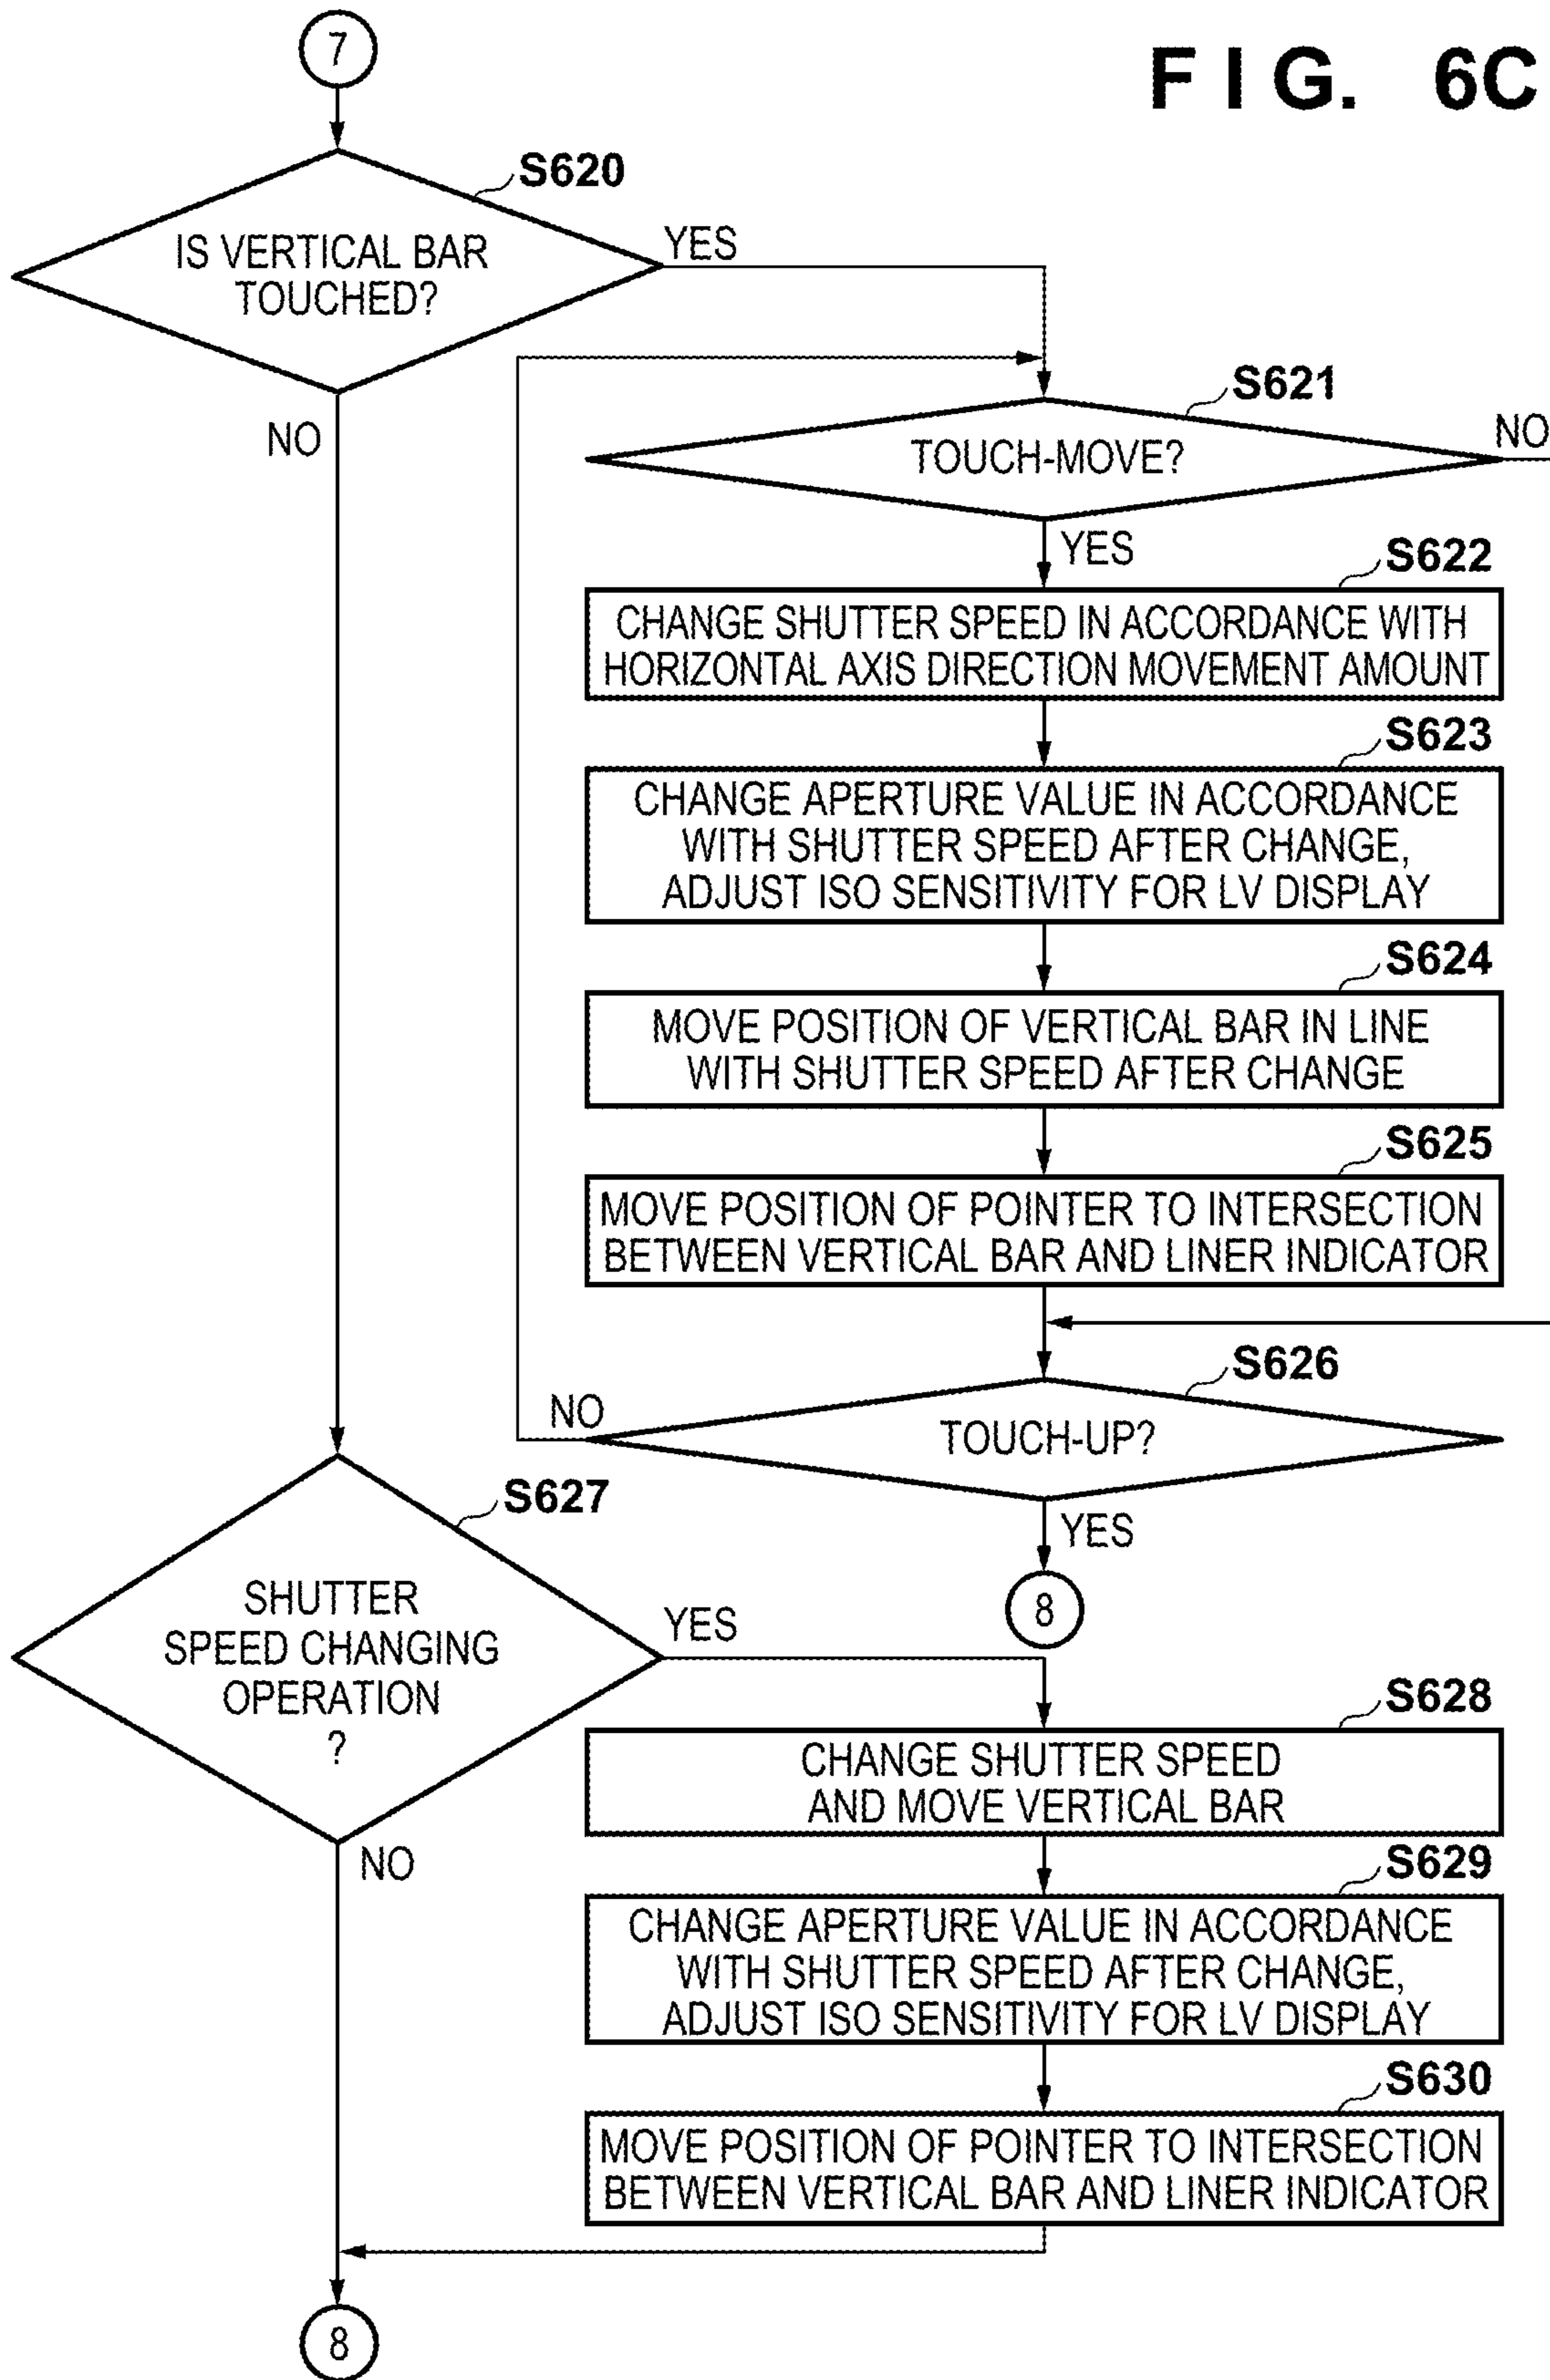 FIG. 6C
7
S620
IS VERTICAL BAR
TOUCHED?
YES
NO
S621
TOUCH-MOVE?
NO
YES
S622
CHANGE SHUTTER SPEED IN ACCORDANCE WITH
HORIZONTAL AXIS DIRECTION MOVEMENT AMOUNT
S623
CHANGE APERTURE VALUE IN ACCORDANCE
WITH SHUTTER SPEED AFTER CHANGE,
ADJUST ISO SENSITIVITY FOR LV DISPLAY
S624
MOVE POSITION OF VERTICAL BAR IN LINE
WITH SHUTTER SPEED AFTER CHANGE
S625
MOVE POSITION OF POINTER TO INTERSECTION
BETWEEN VERTICAL BAR AND LINER INDICATOR
S626
TOUCH-UP?
NO
YES
8
S627
SHUTTER
SPEED CHANGING
OPERATION
?
YES
NO
S628
CHANGE SHUTTER SPEED
AND MOVE VERTICAL BAR
S629
CHANGE APERTURE VALUE IN ACCORDANCE
WITH SHUTTER SPEED AFTER CHANGE,
ADJUST ISO SENSITIVITY FOR LV DISPLAY
S630
MOVE POSITION OF POINTER TO INTERSECTION
BETWEEN VERTICAL BAR AND LINER INDICATOR
8